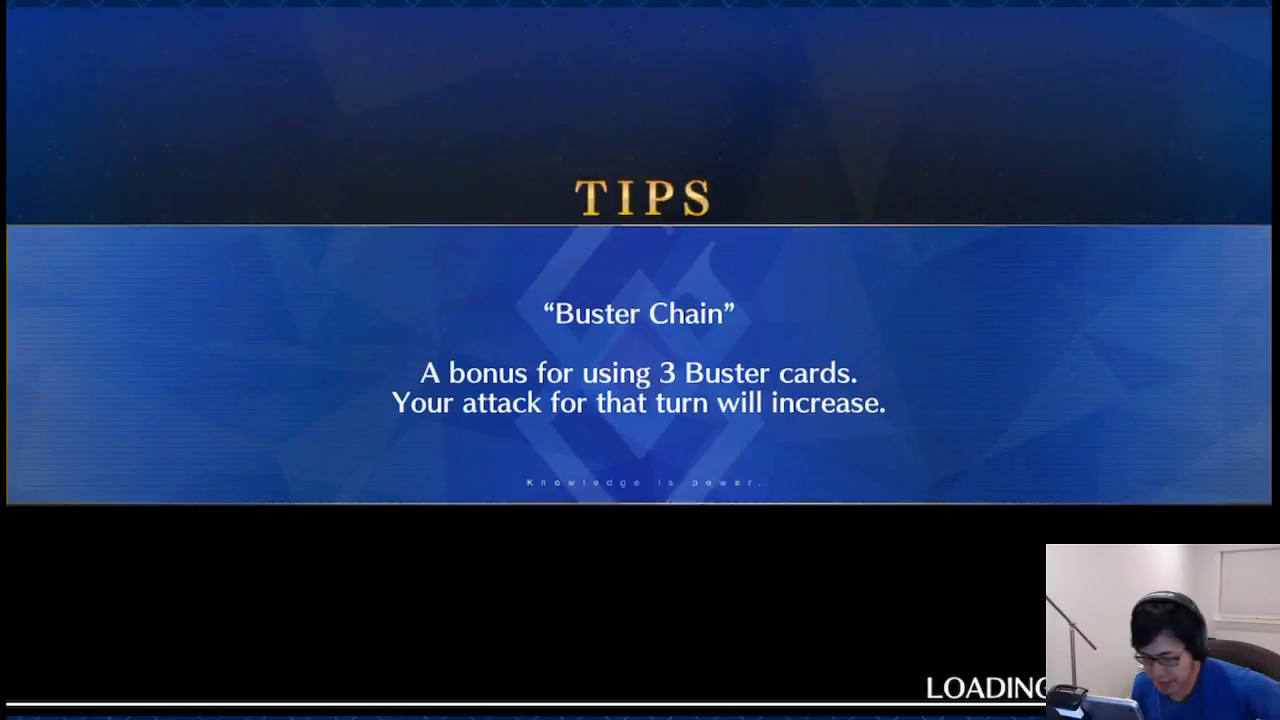 TIPS
“Buster Chain”
A bonus for using 3 Buster cards.
Your attack for that turn will increase.
Knowledge is power.
LOADING